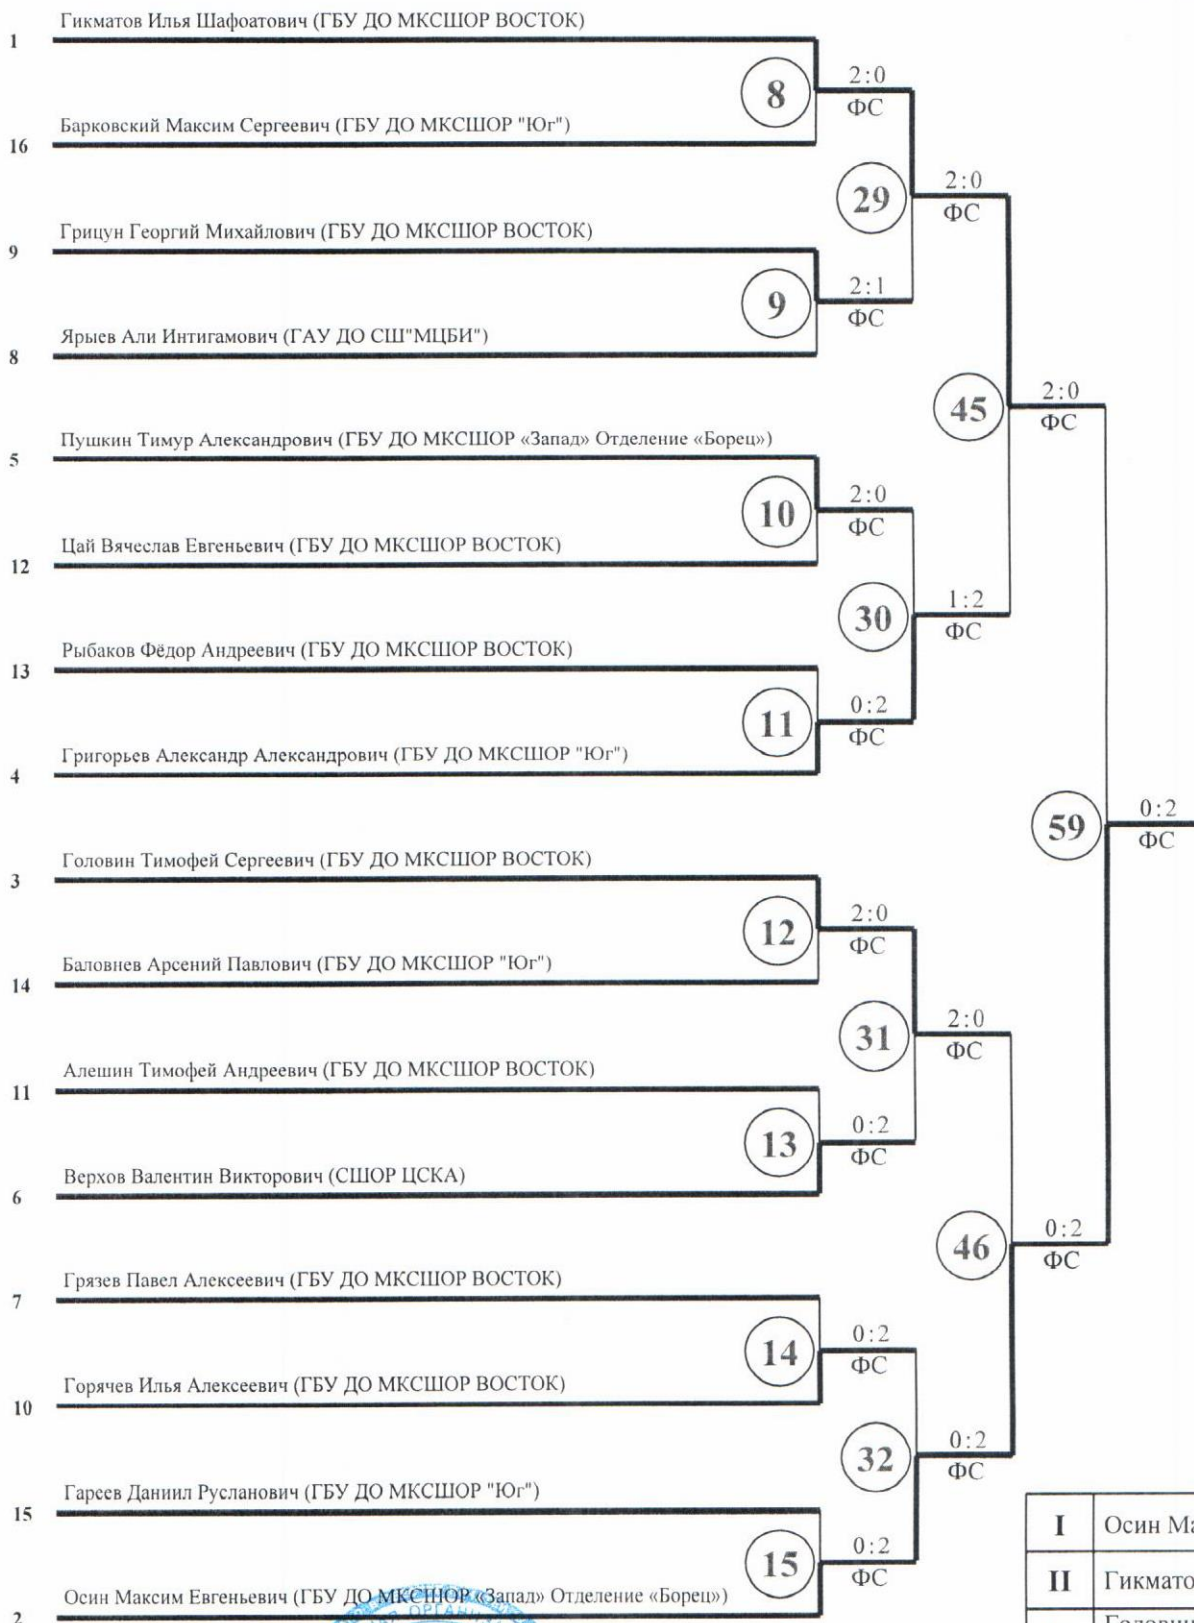 Гикматов Илья Шафоатович (ГБУ ДО МКСШОР ВОСТОК)
1
8
2:0
ФС
Барковский Максим Сергеевич (ГБУ ДО МКСШОР "Юг")
16
29
2:0
ФС
Грицун Георгий Михайлович (ГБУ ДО МКСШОР ВОСТОК)
9
9
2:1
ФС
Ярыев Али Интигамович (ГАУ ДО СШ"МЦБИ")
8
45
2:0
ФС
Пушкин Тимур Александрович (ГБУ ДО МКСШОР «Запад» Отделение «Борец»)
5
10
2:0
ФС
Цай Вячеслав Евгеньевич (ГБУ ДО МКСШОР ВОСТОК)
12
30
1:2
ФС
Рыбаков Фёдор Андреевич (ГБУ ДО МКСШОР ВОСТОК)
13
11
0:2
ФС
Григорьев Александр Александрович (ГБУ ДО МКСШОР "Юг")
4
59
0:2
ФС
Головин Тимофей Сергеевич (ГБУ ДО МКСШОР ВОСТОК)
3
12
2:0
ФС
Баловнев Арсений Павлович (ГБУ ДО МКСШОР "Юг")
14
31
2:0
ФС
Алешин Тимофей Андреевич (ГБУ ДО МКСШОР ВОСТОК)
11
13
0:2
ФС
Верхов Валентин Викторович (СШОР ЦСКА)
6
46
0:2
ФС
Грязев Павел Алексеевич (ГБУ ДО МКСШОР ВОСТОК)
7
14
0:2
ФС
Горячев Илья Алексеевич (ГБУ ДО МКСШОР ВОСТОК)
10
32
0:2
ФС
Гареев Даниил Русланович (ГБУ ДО МКСШОР "Юг")
15
15
0:2
ФС
Осин Максим Евгеньевич (ГБУ ДО МКСШОР «Запад» Отделение «Борец»)
2
I Осин Ма
II Гикмато